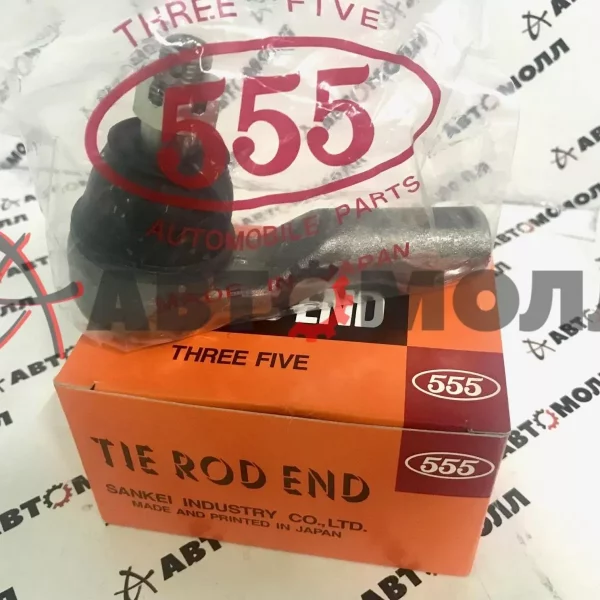 THREE FIVE
555
AUTOMOBILE PARTS
MADE IN JAPAN
АВТОМОЛЛ
END
THREE FIVE
555
555
TIE ROD END
SANKEI INDUSTRY CO.,LTD.
MADE AND PRINTED IN JAPAN
АВТОМОЛЛ
АВТОМОЛЛ
АВТОМОЛЛ
АВТОМОЛЛ